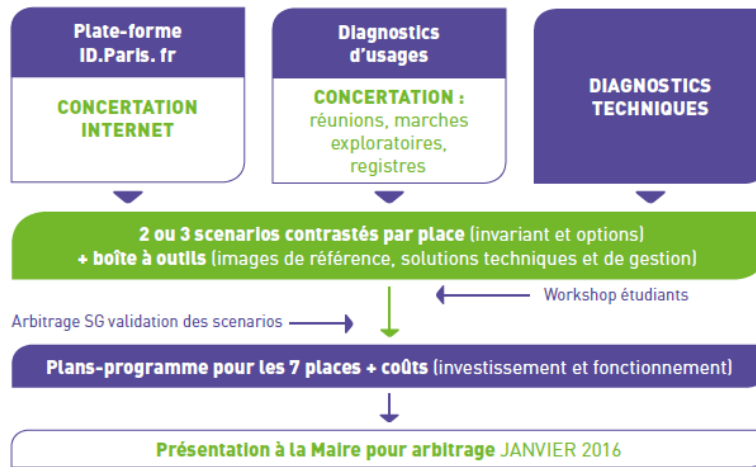 Plate-forme
ID.Paris. fr
CONCERTATION
INTERNET
Diagnostics
d'usages
CONCERTATION :
réunions, marches
exploratoires,
registres
DIAGNOSTICS
TECHNIQUES
2 ou 3 scenarios contrastés par place (invariant et options)
+ boîte à outils (images de référence, solutions techniques et de gestion)
Workshop étudiants
Arbitrage SG validation des scenarios
Plans-programme pour les 7 places + coûts (investissement et fonctionnement)
Présentation à la Maire pour arbitrage JANVIER 2016